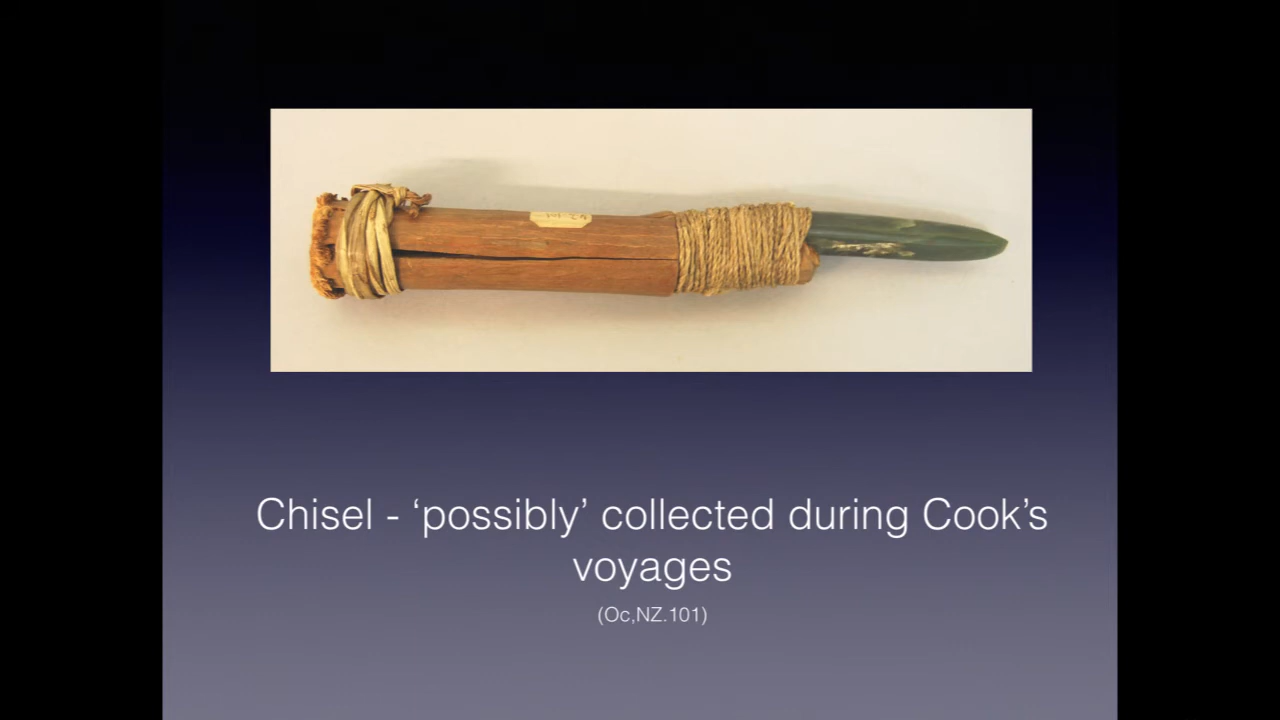 Chisel - ‘possibly’ collected during Cook’s
voyages
(Oc,NZ.101)